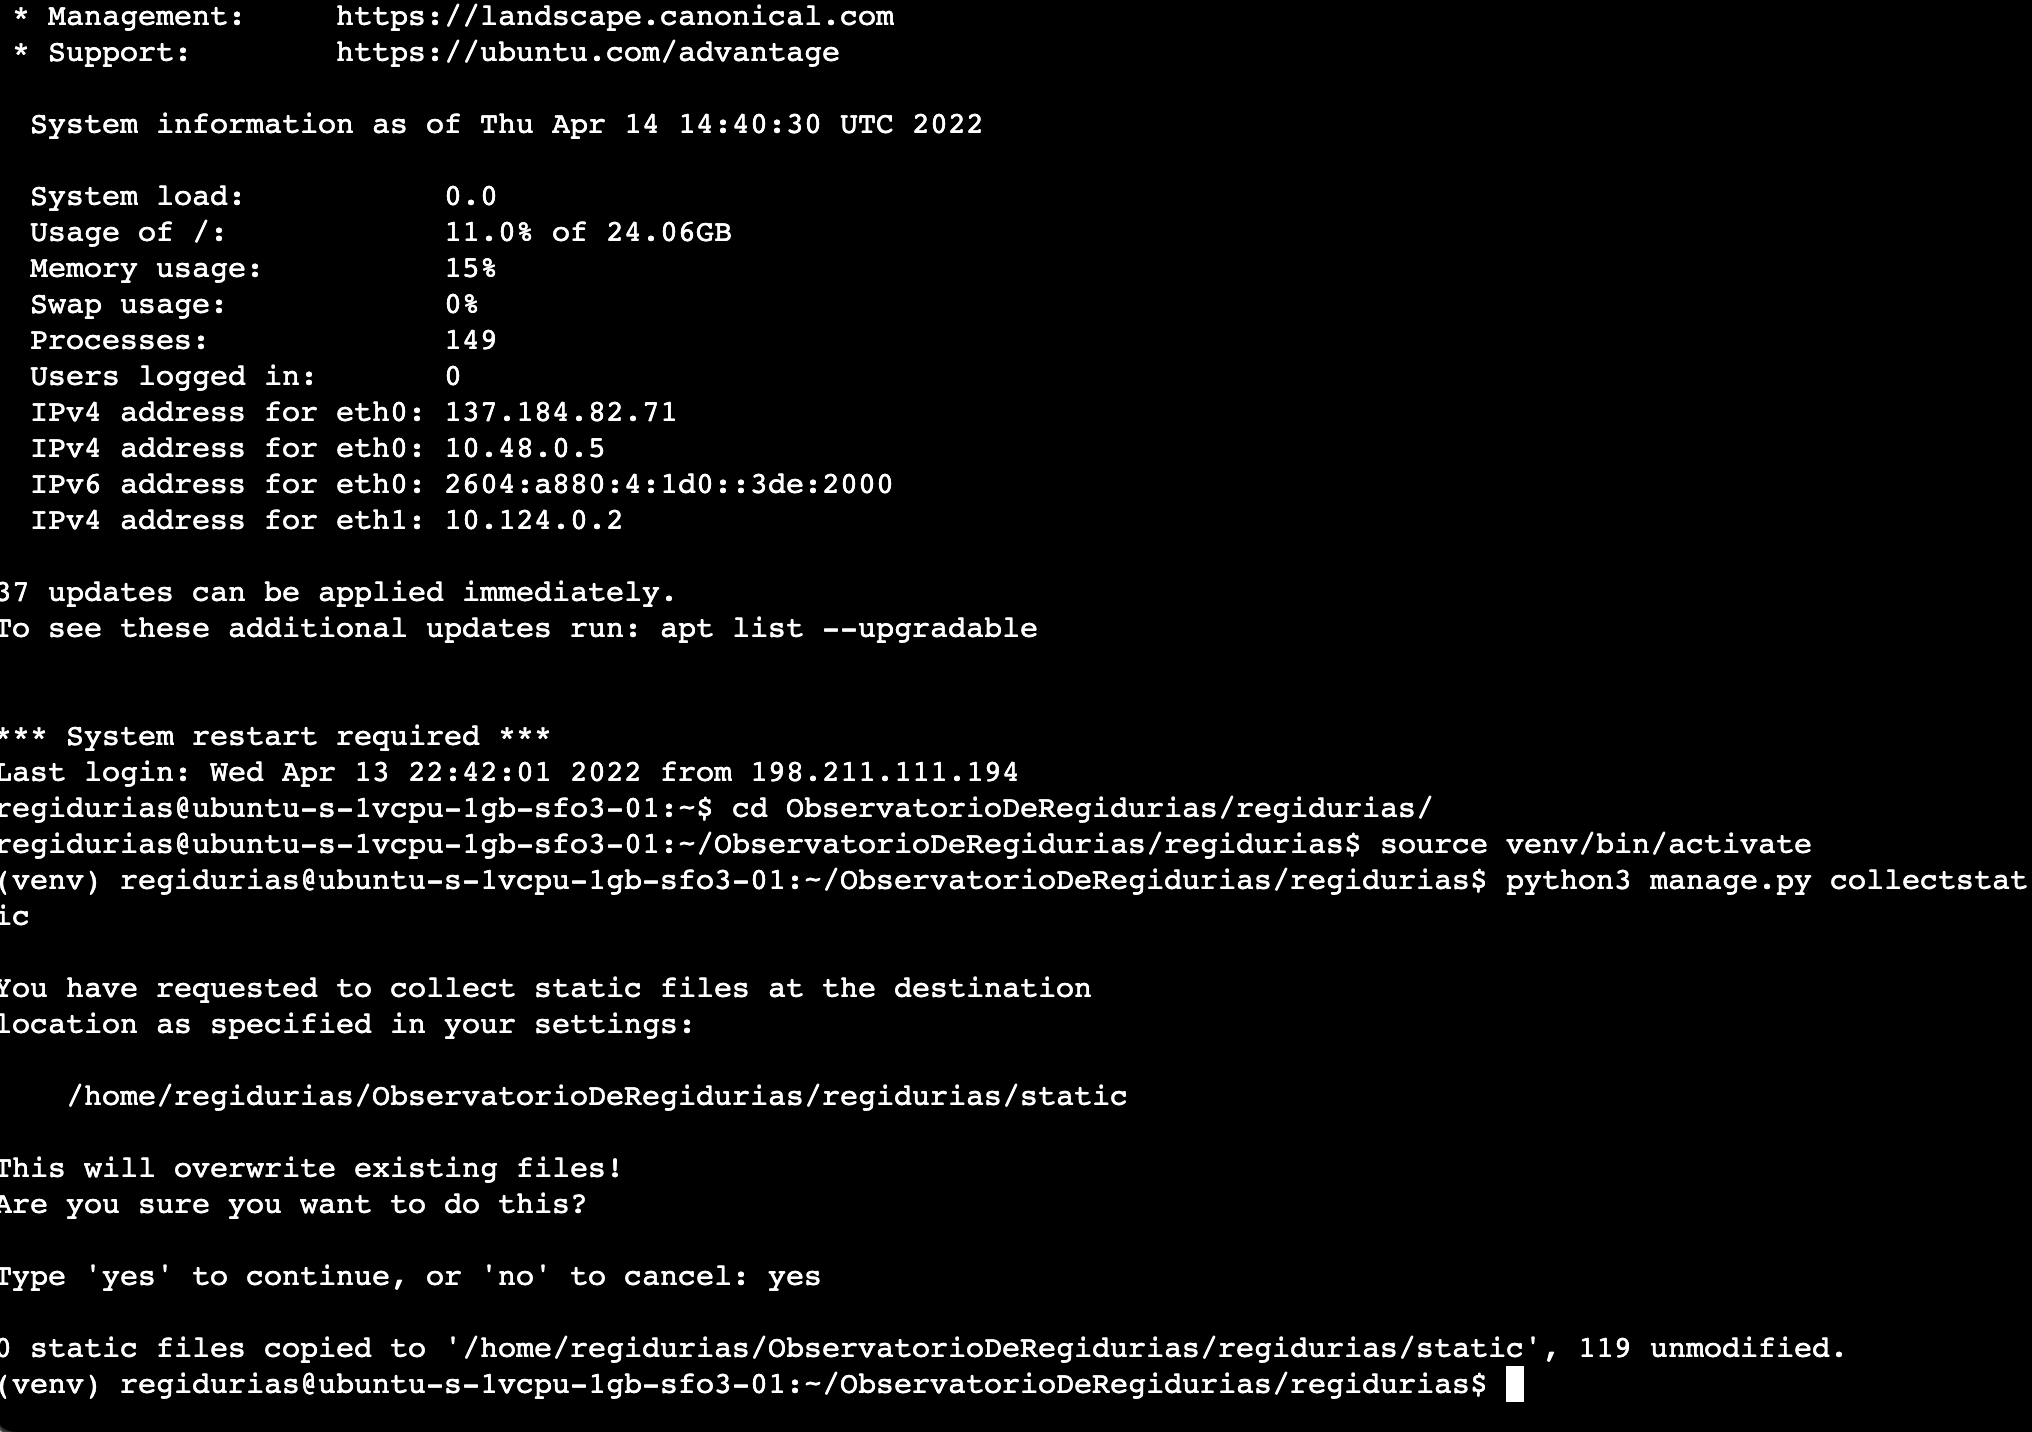 * Management:     https://landscape.canonical.com
* Support:        https://ubuntu.com/advantage
System information as of Thu Apr 14 14:40:30 UTC 2022
System load:            0.0
Usage of /:             11.0% of 24.06GB
Memory usage:           15%
Swap usage:             0%
Processes:              149
Users logged in:        0
IPv4 address for eth0: 137.184.82.71
IPv4 address for eth0: 10.48.0.5
IPv6 address for eth0: 2604:a880:4:1d0::3de:2000
IPv4 address for eth1: 10.124.0.2
37 updates can be applied immediately.
To see these additional updates run: apt list --upgradable
*** System restart required ***
Last login: Wed Apr 13 22:42:01 2022 from 198.211.111.194
regidurias@ubuntu-s-1vcpu-1gb-sfo3-01:~$ cd ObservatorioDeRegidurias/regidurias/
regidurias@ubuntu-s-1vcpu-1gb-sfo3-01:~/ObservatorioDeRegidurias/regidurias$ source venv/bin/activate
(venv) regidurias@ubuntu-s-1vcpu-1gb-sfo3-01:~/ObservatorioDeRegidurias/regidurias$ python3 manage.py collectstat
ic
You have requested to collect static files at the destination
location as specified in your settings:
/home/regidurias/ObservatorioDeRegidurias/regidurias/static
This will overwrite existing files!
Are you sure you want to do this?
Type 'yes' to continue, or 'no' to cancel: yes
0 static files copied to '/home/regidurias/ObservatorioDeRegidurias/regidurias/static', 119 unmodified.
(venv) regidurias@ubuntu-s-1vcpu-1gb-sfo3-01:~/ObservatorioDeRegidurias/regidurias$